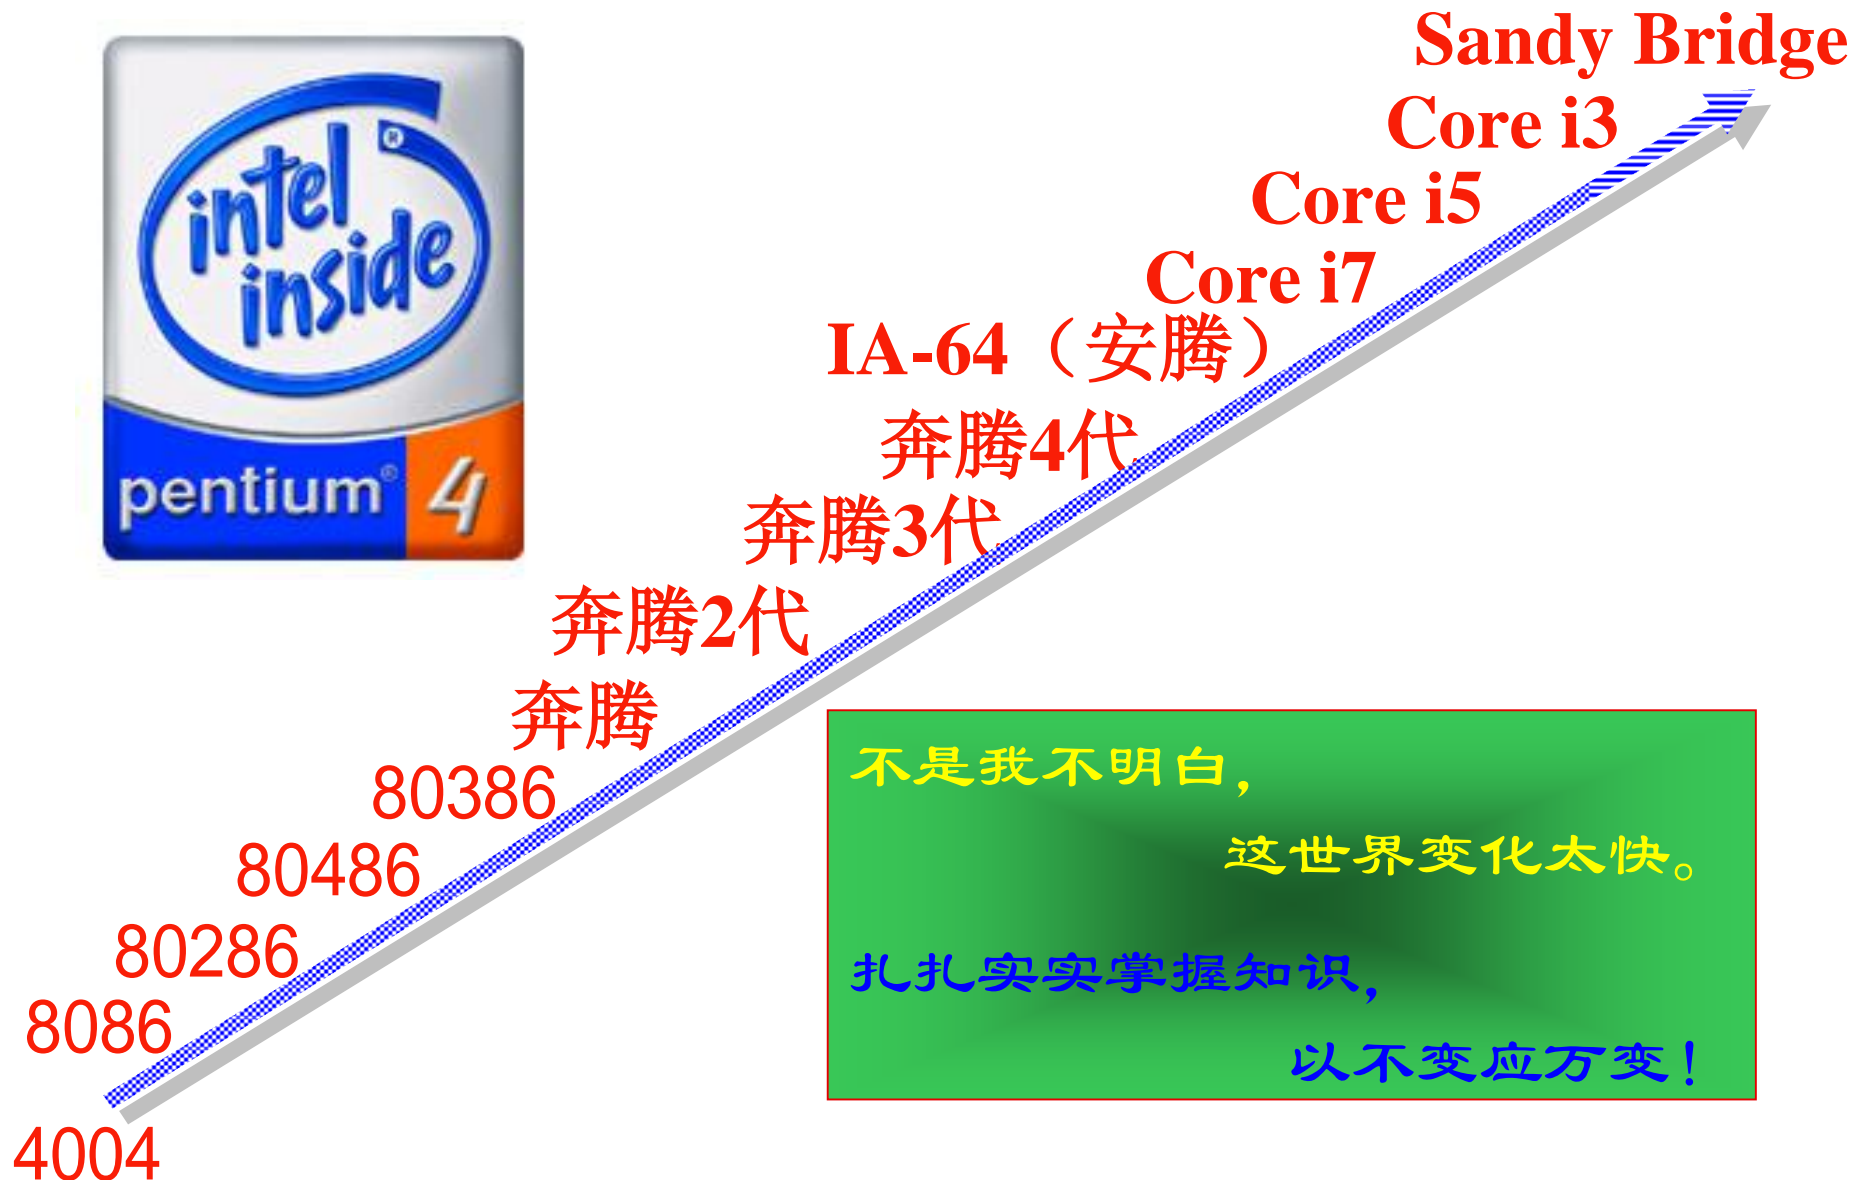 Sandy Bridge
Core i3
Core i5
Core i7
IA-64（安腾）
奔腾4代
奔腾3代
奔腾2代
奔腾
80386
80486
80286
8086
4004
intel®
inside
pentium® 4
不是我不明白，
这世界变化太快。
扎扎实实掌握知识，
以不变应万变！